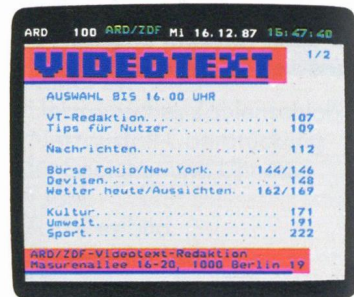 ARD 100 ARD/ZDF Mi 16.12.87 15:47:40
VIDEOTEXT 1/2
AUSWAHL BIS 16.00 UHR
VT-Redaktion.................. 107
Tips für Nutzer............... 109
Nachrichten................... 112
Börse Tokio/New York..... 144/146
Devisen....................... 148
Wetter heute/Aussichten.. 162/169
Kultur........................ 171
Umwelt........................ 191
Sport......................... 222
ARD/ZDF-Videotext-Redaktion
Masurenallee 16-20, 1000 Berlin 19